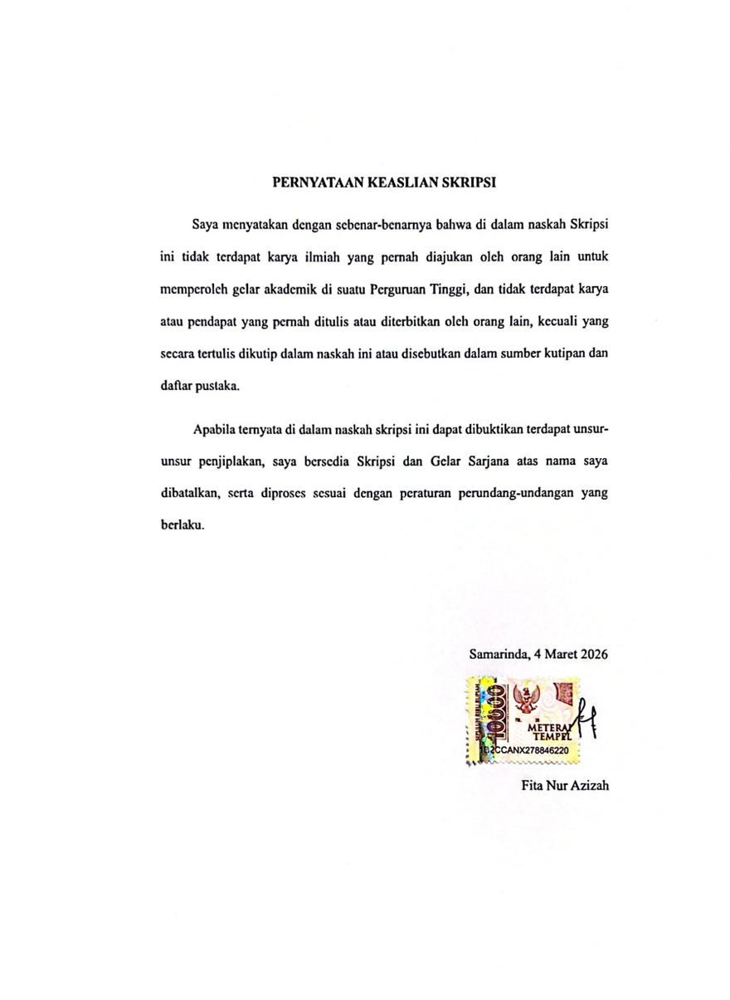 PERNYATAAN KEASLIAN SKRIPSI
Saya menyatakan dengan sebenar-benarnya bahwa di dalam naskah Skripsi
ini tidak terdapat karya ilmiah yang pernah diajukan oleh orang lain untuk
memperoleh gelar akademik di suatu Perguruan Tinggi, dan tidak terdapat karya
atau pendapat yang pernah ditulis atau diterbitkan oleh orang lain, kecuali yang
secara tertulis dikutip dalam naskah ini atau disebutkan dalam sumber kutipan dan
daftar pustaka.
Apabila ternyata di dalam naskah skripsi ini dapat dibuktikan terdapat unsur-
unsur penjiplakan, saya bersedia Skripsi dan Gelar Sarjana atas nama saya
dibatalkan, serta diproses sesuai dengan peraturan perundang-undangan yang
berlaku.
Samarinda, 4 Maret 2026
SEPULUH RIBU RUPIAH
10000
METERAI
TEMPEL
1B2CCANX278846220
Fita Nur Azizah